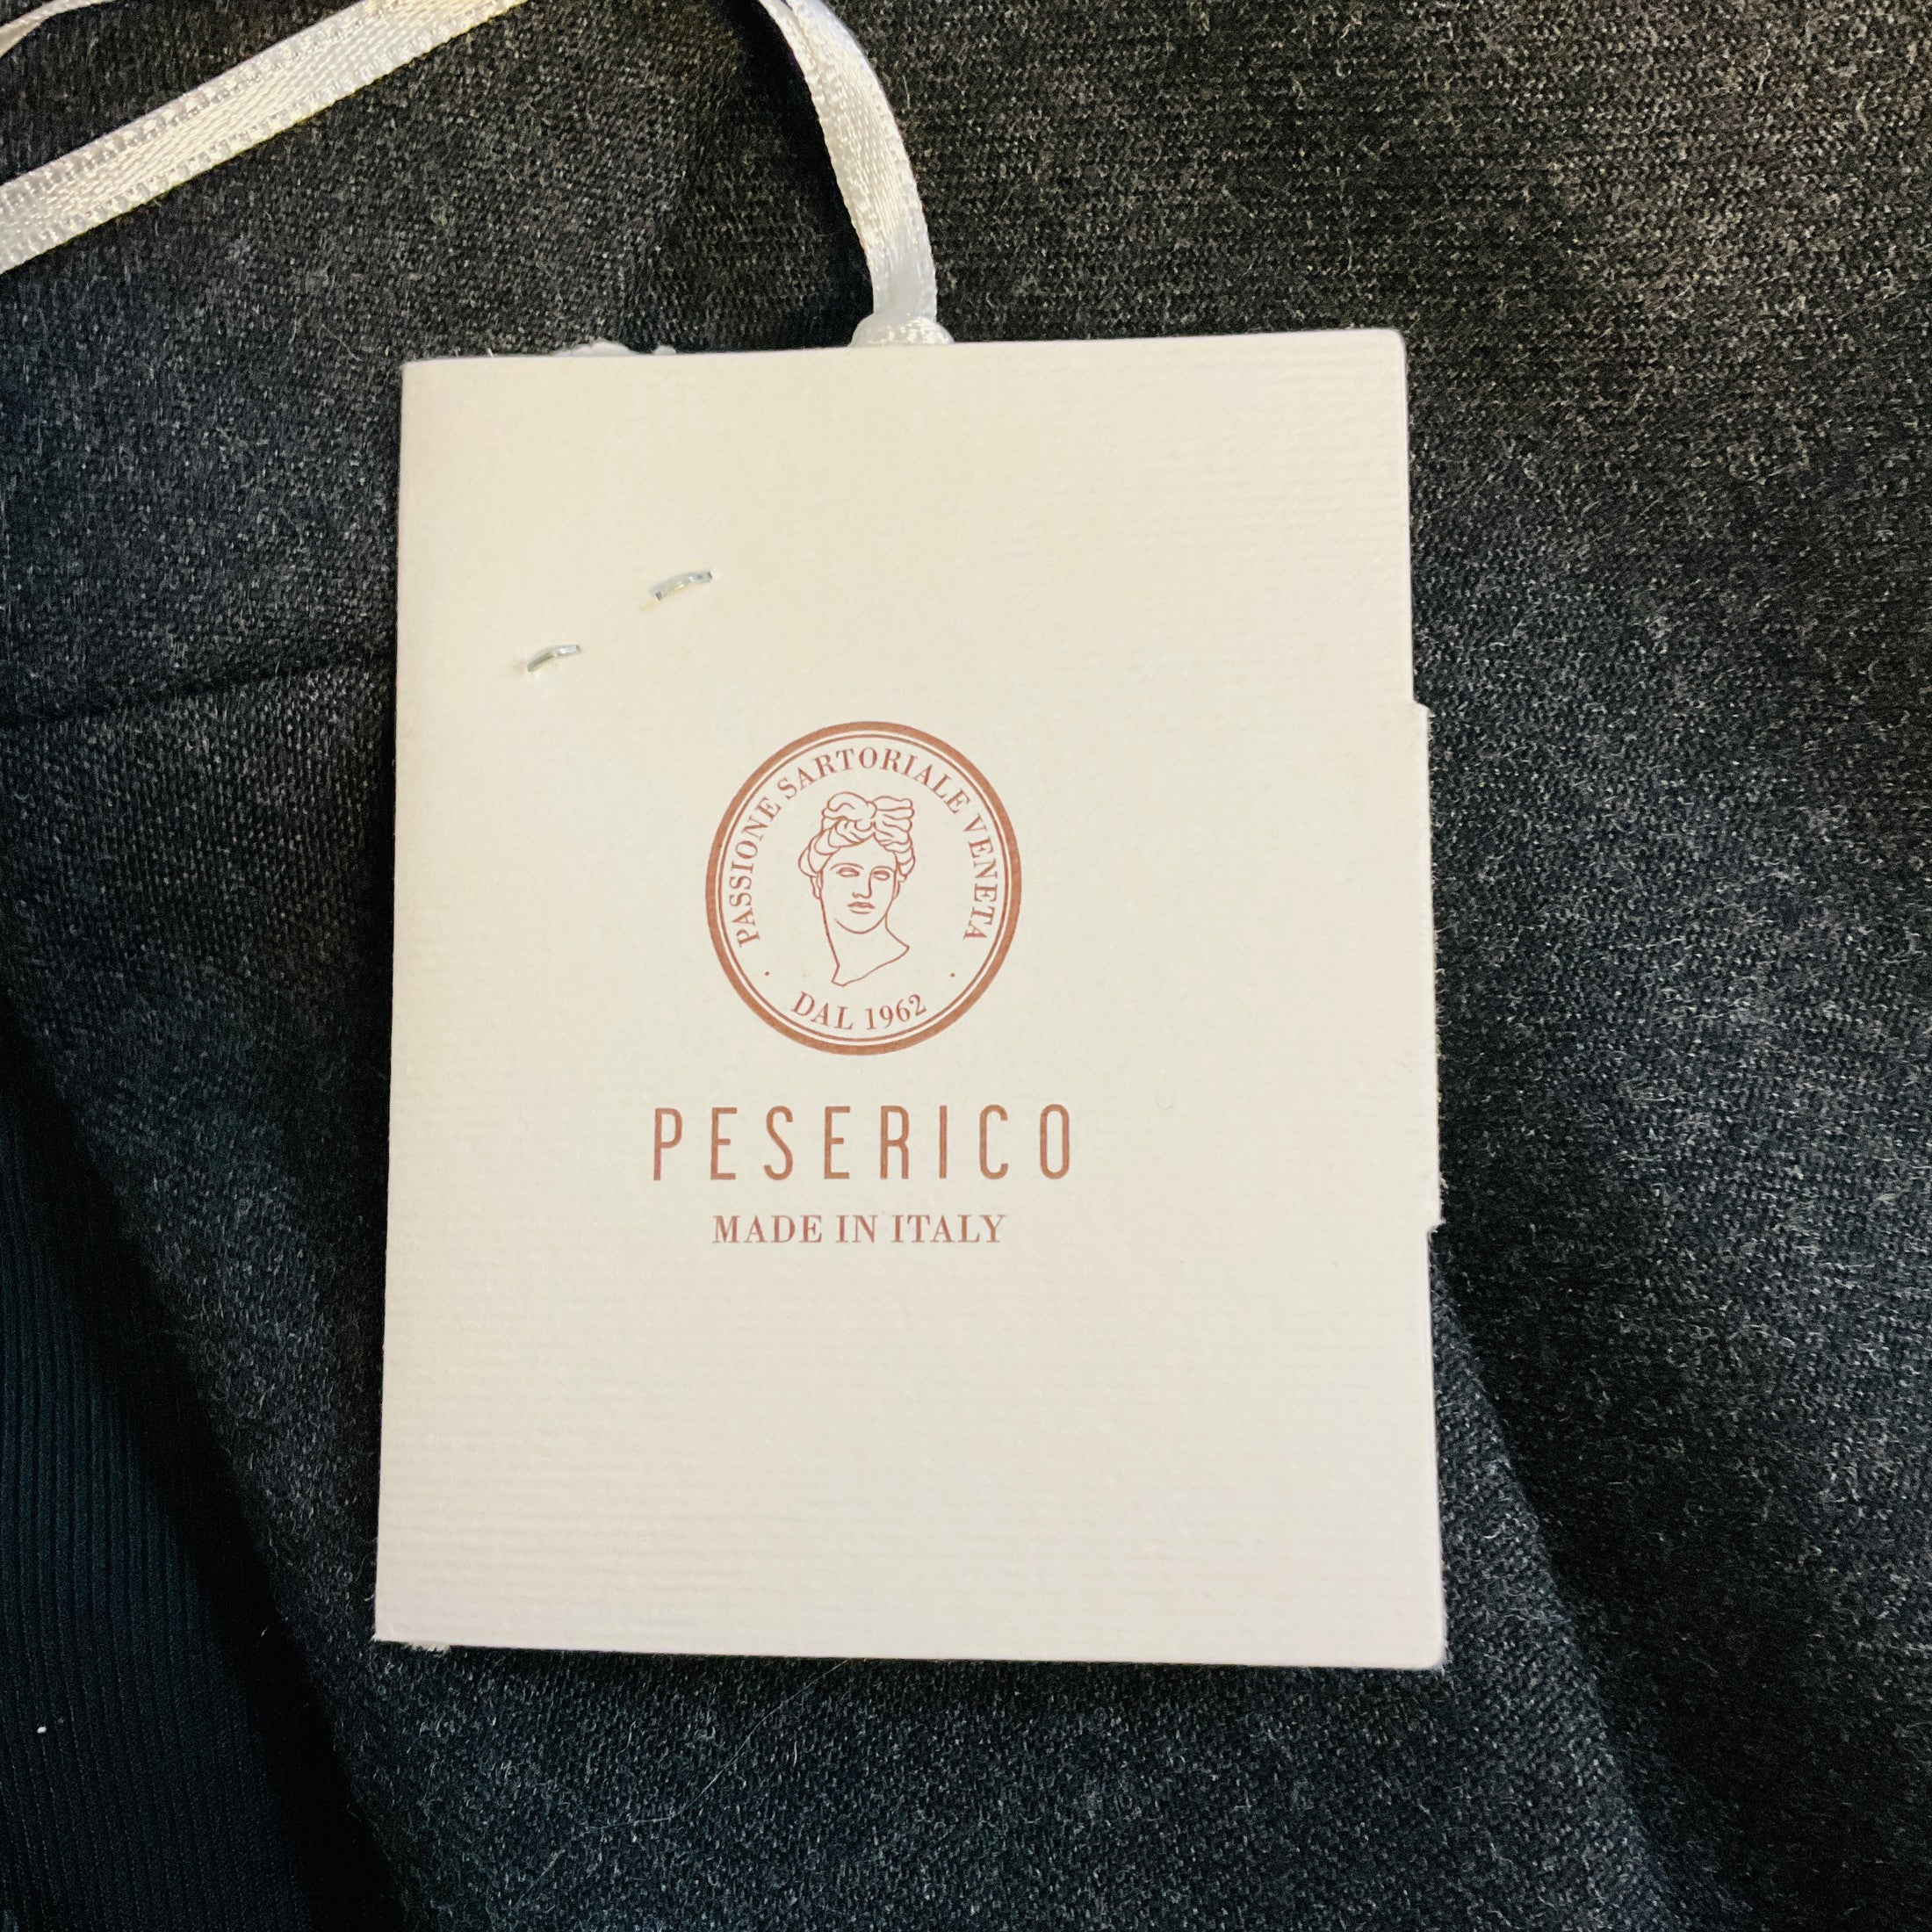 PASSIONE SARTORIALE VENETA
· DAL 1962 ·
PESERICO
MADE IN ITALY